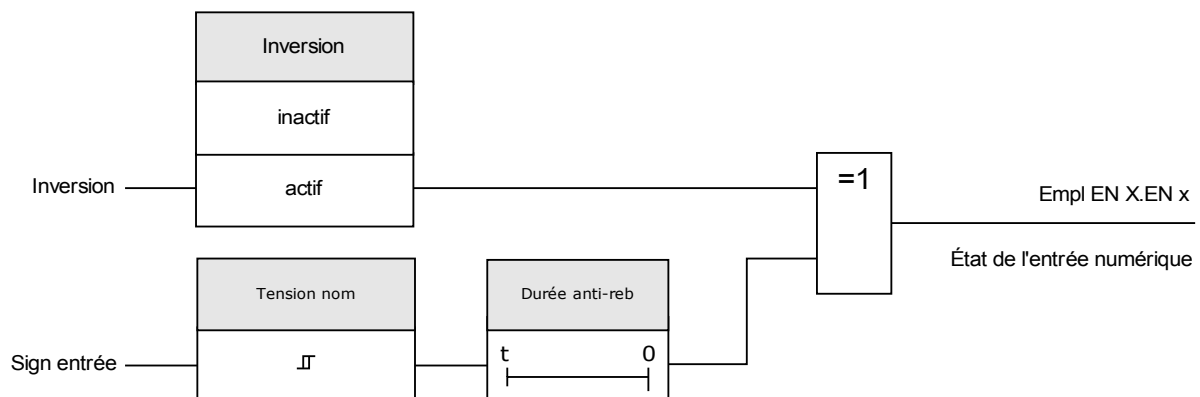 Inversion
inactif
Inversion
actif
=1
Empl EN X.EN x
État de l'entrée numérique
Tension nom
Durée anti-reb
Sign entrée
t
0